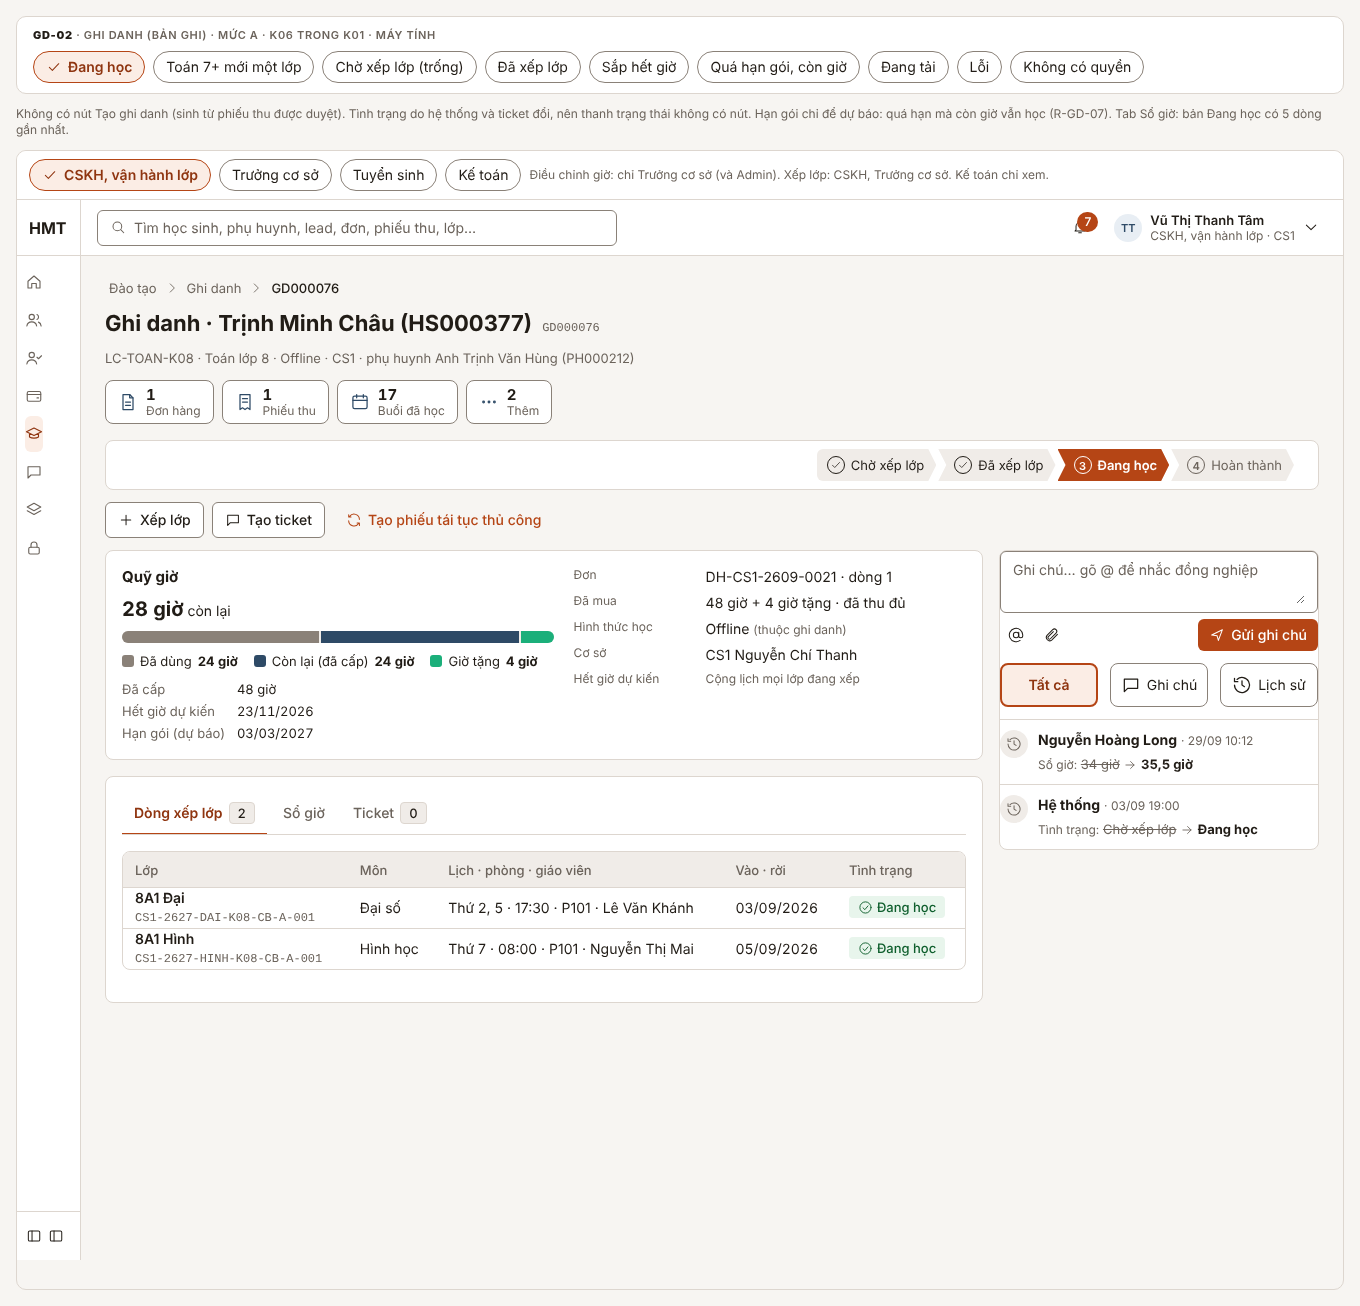 GD-02 · GHI DANH (BẢN GHI) · MỨC A · K06 TRONG K01 · MÁY TÍNH
Đang học
Toán 7+ mới một lớp
Chờ xếp lớp (trống)
Đã xếp lớp
Sắp hết giờ
Quá hạn gói, còn giờ
Đang tải
Lỗi
Không có quyền
Không có nút Tạo ghi danh (sinh từ phiếu thu được duyệt). Tình trạng do hệ thống và ticket đổi, nên thanh trạng thái không có nút. Hạn gói chỉ để dự báo: quá hạn mà còn giờ vẫn học (R-GD-07). Tab Sổ giờ: bản Đang học có 5 dòng
gần nhất.
CSKH, vận hành lớp
Trưởng cơ sở
Tuyển sinh
Kế toán
Điều chỉnh giờ: chỉ Trưởng cơ sở (và Admin). Xếp lớp: CSKH, Trưởng cơ sở. Kế toán chỉ xem.
HMT
Tìm học sinh, phụ huynh, lead, đơn, phiếu thu, lớp...
7
TT
Vũ Thị Thanh Tâm
CSKH, vận hành lớp · CS1
Đào tạo
Ghi danh
GD000076
Ghi danh · Trịnh Minh Châu (HS000377) GD000076
LC-TOAN-K08 · Toán lớp 8 · Offline · CS1 · phụ huynh Anh Trịnh Văn Hùng (PH000212)
1
Đơn hàng
1
Phiếu thu
17
Buổi đã học
2
Thêm
Chờ xếp lớp
Đã xếp lớp
3 Đang học
4 Hoàn thành
Xếp lớp
Tạo ticket
Tạo phiếu tái tục thủ công
Quỹ giờ
28 giờ còn lại
Đã dùng 24 giờ
Còn lại (đã cấp) 24 giờ
Giờ tặng 4 giờ
Đã cấp 48 giờ
Hết giờ dự kiến 23/11/2026
Hạn gói (dự báo) 03/03/2027
Đơn DH-CS1-2609-0021 · dòng 1
Đã mua 48 giờ + 4 giờ tặng · đã thu đủ
Hình thức học Offline (thuộc ghi danh)
Cơ sở CS1 Nguyễn Chí Thanh
Hết giờ dự kiến Cộng lịch mọi lớp đang xếp
Dòng xếp lớp 2
Sổ giờ
Ticket 0
Lớp Môn Lịch · phòng · giáo viên Vào · rời Tình trạng
8A1 Đại
CS1-2627-DAI-K08-CB-A-001
Đại số Thứ 2, 5 · 17:30 · P101 · Lê Văn Khánh 03/09/2026 Đang học
8A1 Hình
CS1-2627-HINH-K08-CB-A-001
Hình học Thứ 7 · 08:00 · P101 · Nguyễn Thị Mai 05/09/2026 Đang học
Ghi chú... gõ @ để nhắc đồng nghiệp
Gửi ghi chú
Tất cả
Ghi chú
Lịch sử
Nguyễn Hoàng Long · 29/09 10:12
Số giờ: 34 giờ → 35,5 giờ
Hệ thống · 03/09 19:00
Tình trạng: Chờ xếp lớp → Đang học